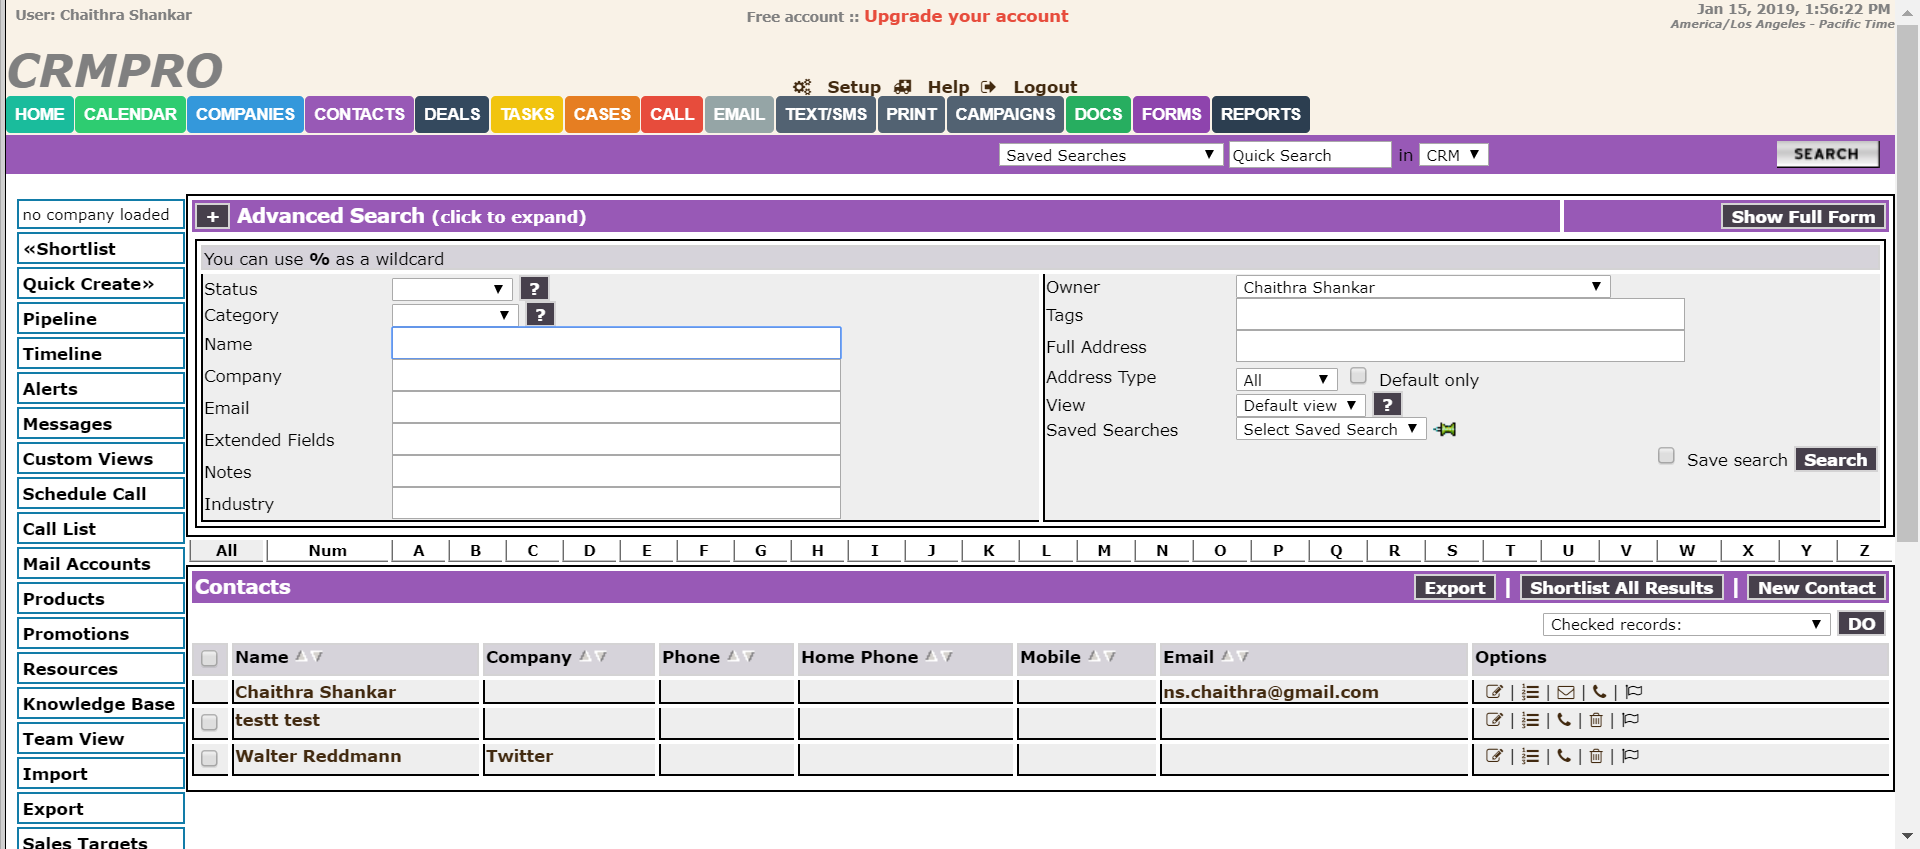 User: Chaithra Shankar
Free account :: Upgrade your account
Jan 15, 2019, 1:56:22 PM
America/Los Angeles - Pacific Time
CRMPRO
Setup Help Logout
HOME CALENDAR COMPANIES CONTACTS DEALS TASKS CASES CALL EMAIL TEXT/SMS PRINT CAMPAIGNS DOCS FORMS REPORTS
Saved Searches Quick Search in CRM SEARCH
no company loaded
«Shortlist
Quick Create»
Pipeline
Timeline
Alerts
Messages
Custom Views
Schedule Call
Call List
Mail Accounts
Products
Promotions
Resources
Knowledge Base
Team View
Import
Export
Sales Targets
+ Advanced Search (click to expand) Show Full Form
You can use % as a wildcard
Status ?
Category ?
Name
Company
Email
Extended Fields
Notes
Industry
Owner Chaithra Shankar
Tags
Full Address
Address Type All Default only
View Default view ?
Saved Searches Select Saved Search
Save search Search
All Num A B C D E F G H I J K L M N O P Q R S T U V W X Y Z
Contacts Export | Shortlist All Results | New Contact
Checked records: DO
Name Company Phone Home Phone Mobile Email Options
Chaithra Shankar ns.chaithra@gmail.com | | | |
testt test | | | |
Walter Reddmann Twitter | | | |